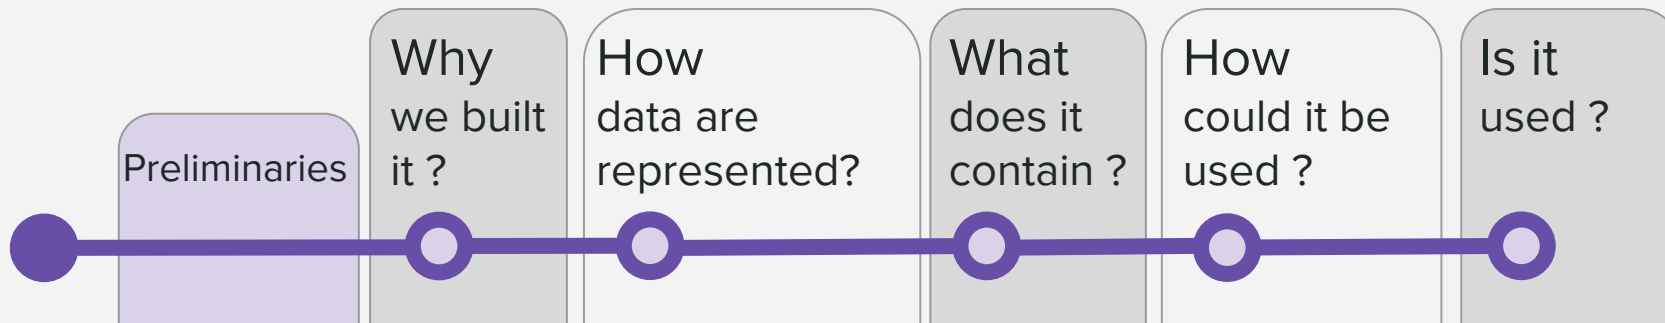 Preliminaries
Why
we built
it ?
How
data are
represented?
What
does it
contain ?
How
could it be
used ?
Is it
used ?